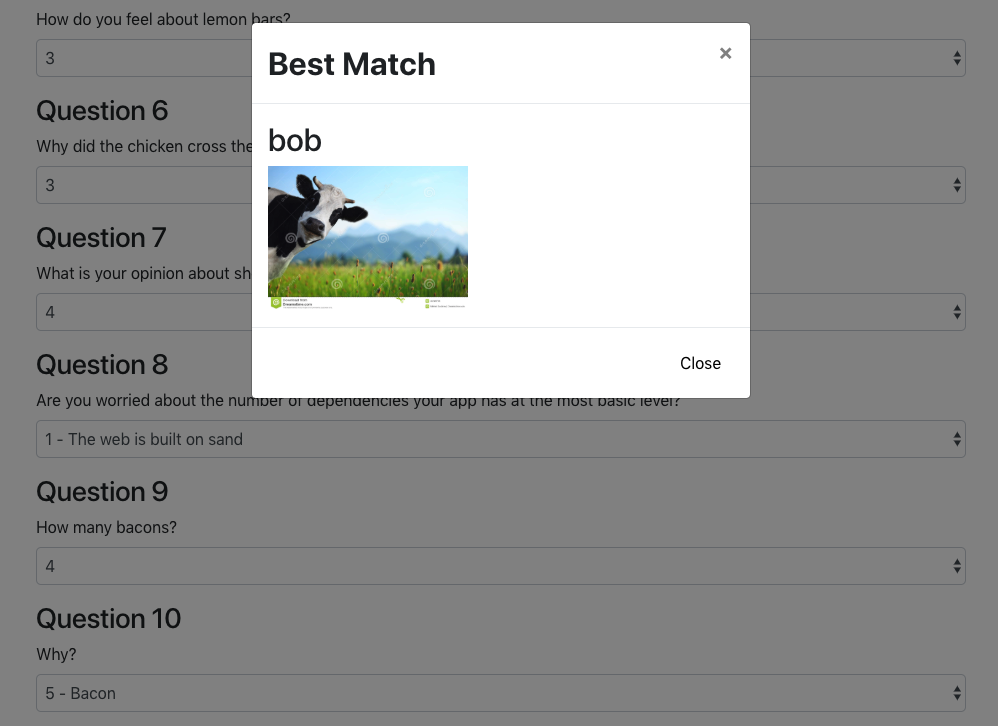 How do you feel about lemon bars?
3
Best Match
×
Question 6
bob
Why did the chicken cross the
3
Question 7
What is your opinion about sh
4
Close
Question 8
Are you worried about the number of dependencies your app has at the most basic level?
1 - The web is built on sand
Question 9
How many bacons?
4
Question 10
Why?
5 - Bacon